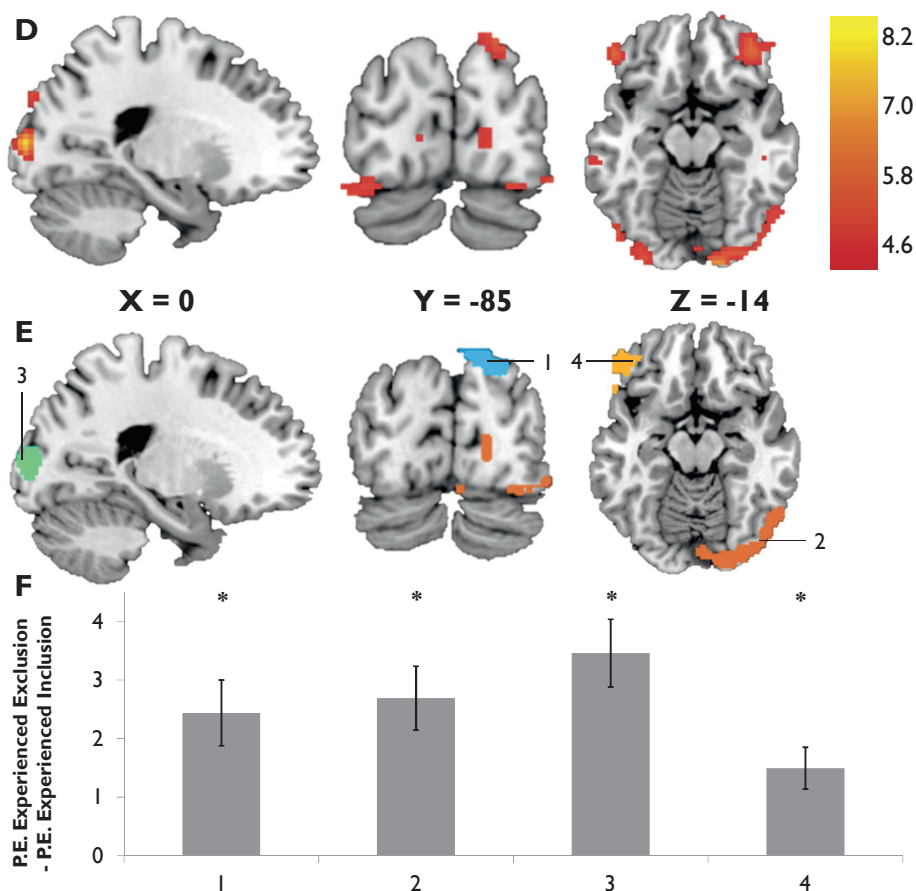 D
8.2
7.0
5.8
4.6
X = 0
Y = -85
Z = -14
E
3
1
4
2
F
P.E. Experienced Exclusion
- P.E. Experienced Inclusion
4
3
2
1
0
* * * *
1 2 3 4